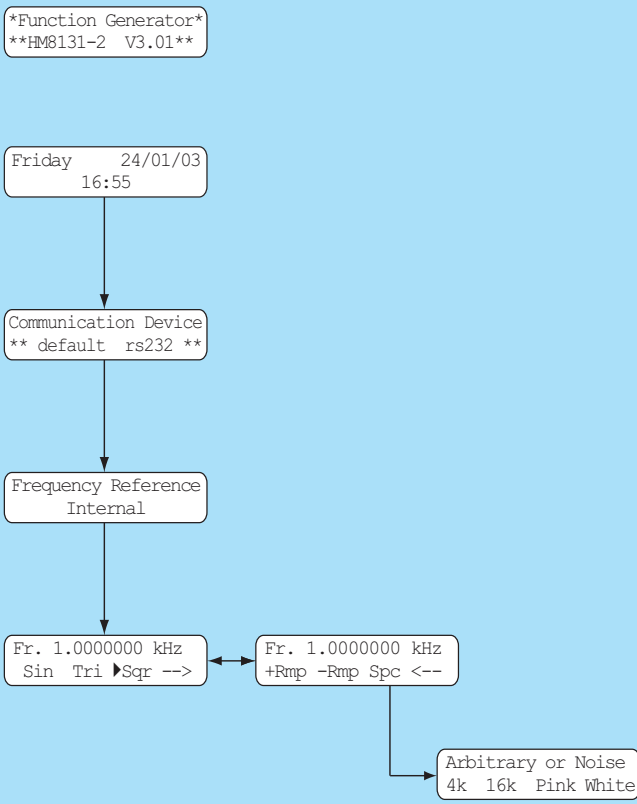 *Function Generator*
**HM8131-2 V3.01**
Friday 24/01/03
16:55
Communication Device
** default rs232 **
Frequency Reference
Internal
Fr. 1.0000000 kHz
Sin Tri ▶Sqr -->
Fr. 1.0000000 kHz
+Rmp -Rmp Spc <--
Arbitrary or Noise
4k 16k Pink White